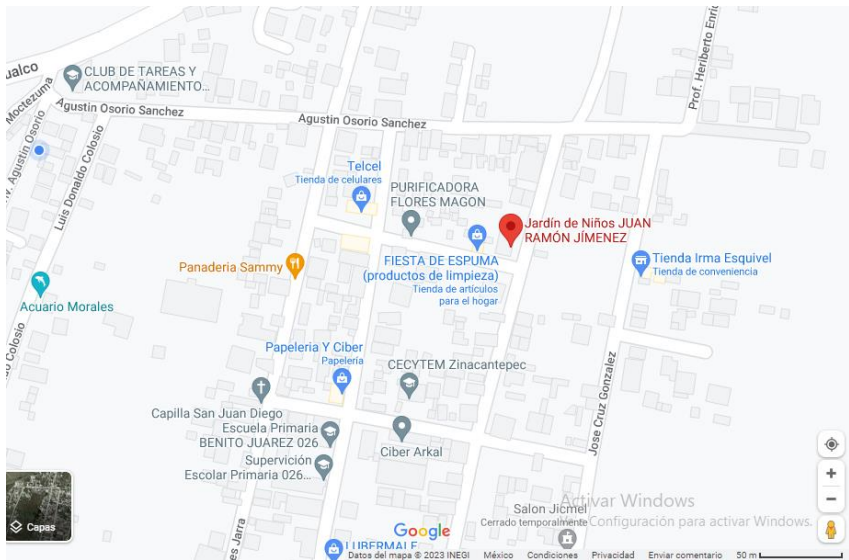 ualco
Moctezuma
CLUB DE TAREAS Y
ACOMPAÑAMIENTO...
Prof. Heriberto Enric
Agustin Osorio Sanchez
Agustin Osorio Sanchez
v. Agustin Osorio
Luis Donaldo Colosio
Telcel
Tienda de celulares
PURIFICADORA
FLORES MAGON
Jardín de Niños JUAN
RAMÓN JÍMENEZ
FIESTA DE ESPUMA
(productos de limpieza)
Tienda de artículos
para el hogar
Tienda Irma Esquivel
Tienda de conveniencia
Panaderia Sammy
Acuario Morales
do Colosio
Papeleria Y Ciber
Papelería
CECYTEM Zinacantepec
Jose Cruz Gonzalez
Capilla San Juan Diego
Escuela Primaria
BENITO JUAREZ 026
Ciber Arkal
Supervición
Escolar Primaria 026...
es Jarra
Salon Jicmel
Cerrado temporalmente
Activar Windows
Configuración para activar Windows.
Capas
Google
LUBERMALE
Datos del mapa © 2023 INEGI México Condiciones Privacidad Enviar comentario 50 m